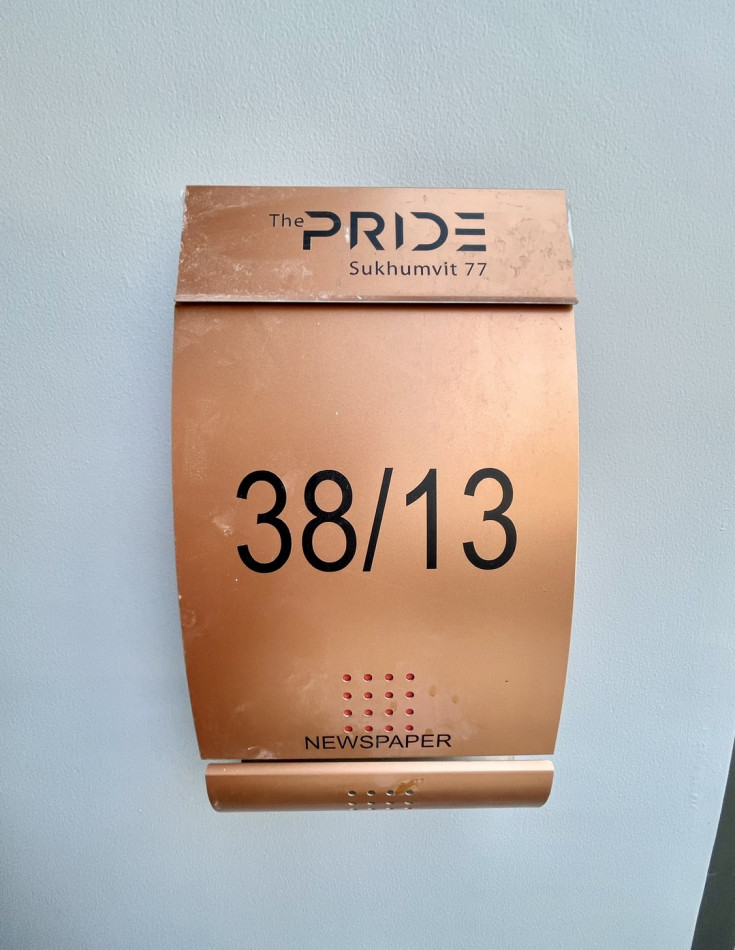 The PRIDE
Sukhumvit 77
38/13
NEWSPAPER